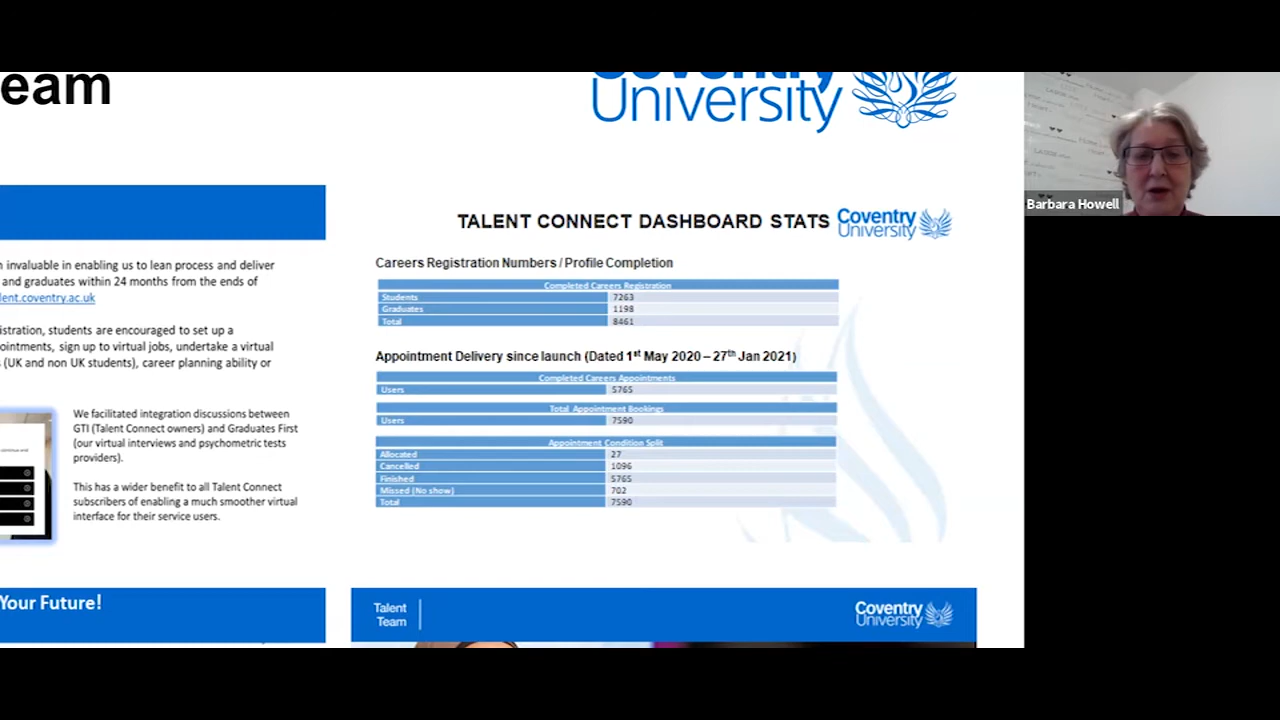 eam
Coventry
University
TALENT CONNECT DASHBOARD STATS
Coventry
University
n invaluable in enabling us to lean process and deliver
and graduates within 24 months from the ends of
lent.coventry.ac.uk
istration, students are encouraged to set up a
pointments, sign up to virtual jobs, undertake a virtual
s (UK and non UK students), career planning ability or
We facilitated integration discussions between
GTI (Talent Connect owners) and Graduates First
(our virtual interviews and psychometric tests
providers).
This has a wider benefit to all Talent Connect
subscribers of enabling a much smoother virtual
interface for their service users.
Your Future!
Careers Registration Numbers / Profile Completion
Completed Careers Registration
Students 7263
Graduates 1198
Total 8461
Appointment Delivery since launch (Dated 1st May 2020 – 27th Jan 2021)
Completed Careers Appointments
Users 5765
Total Appointment Bookings
Users 7590
Appointment Condition Split
Allocated 27
Cancelled 1096
Finished 5765
Missed (No show) 702
Total 7590
Talent
Team
Coventry
University
Barbara Howell